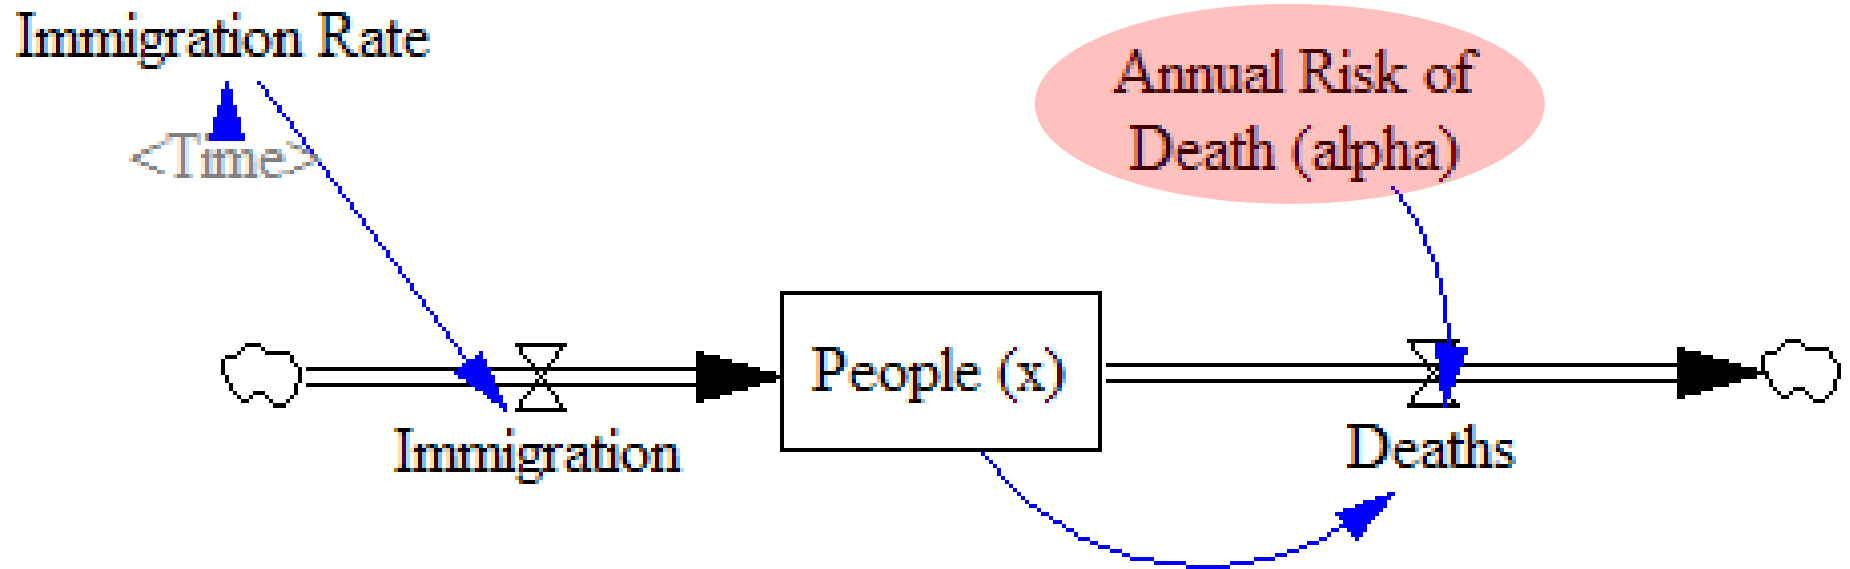 Immigration Rate
<Time>
Annual Risk of
Death (alpha)
People (x)
Immigration
Deaths